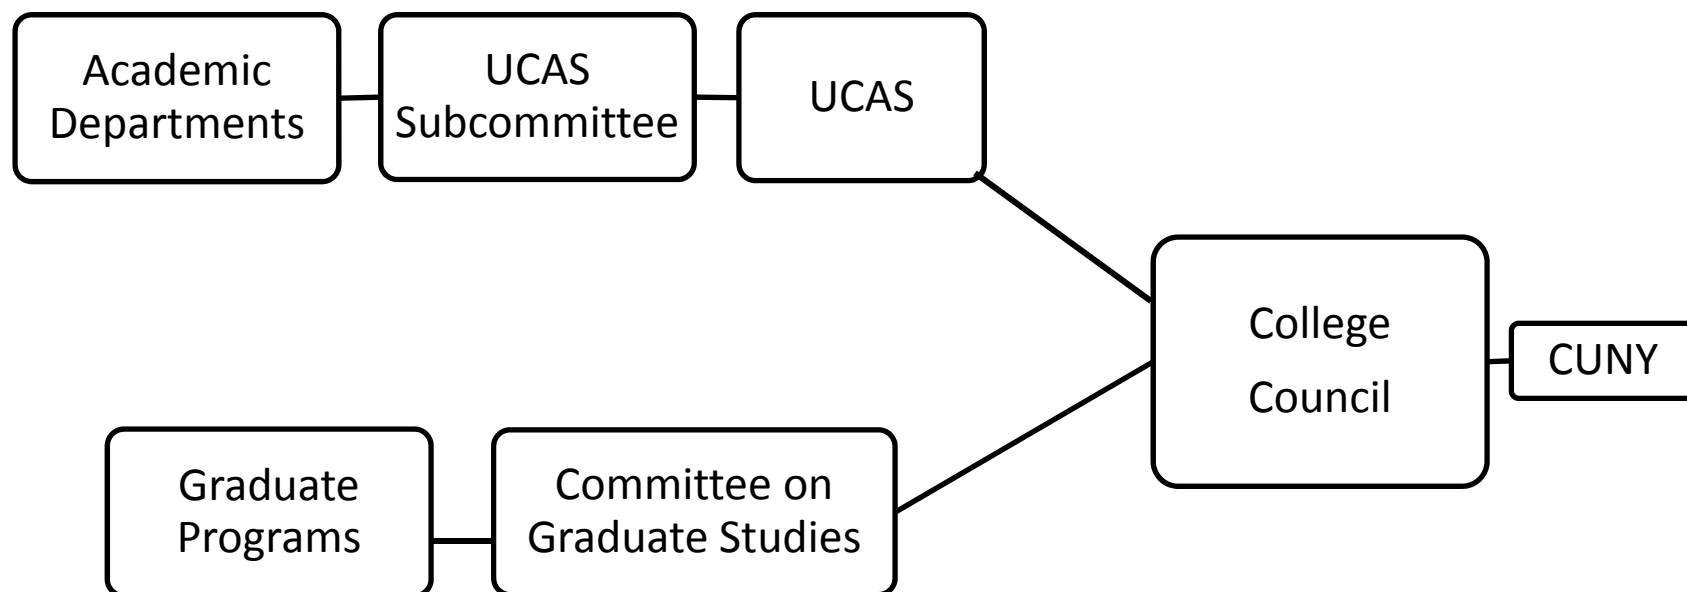 Academic
Departments
UCAS
Subcommittee
UCAS
College
Council
CUNY
Graduate
Programs
Committee on
Graduate Studies